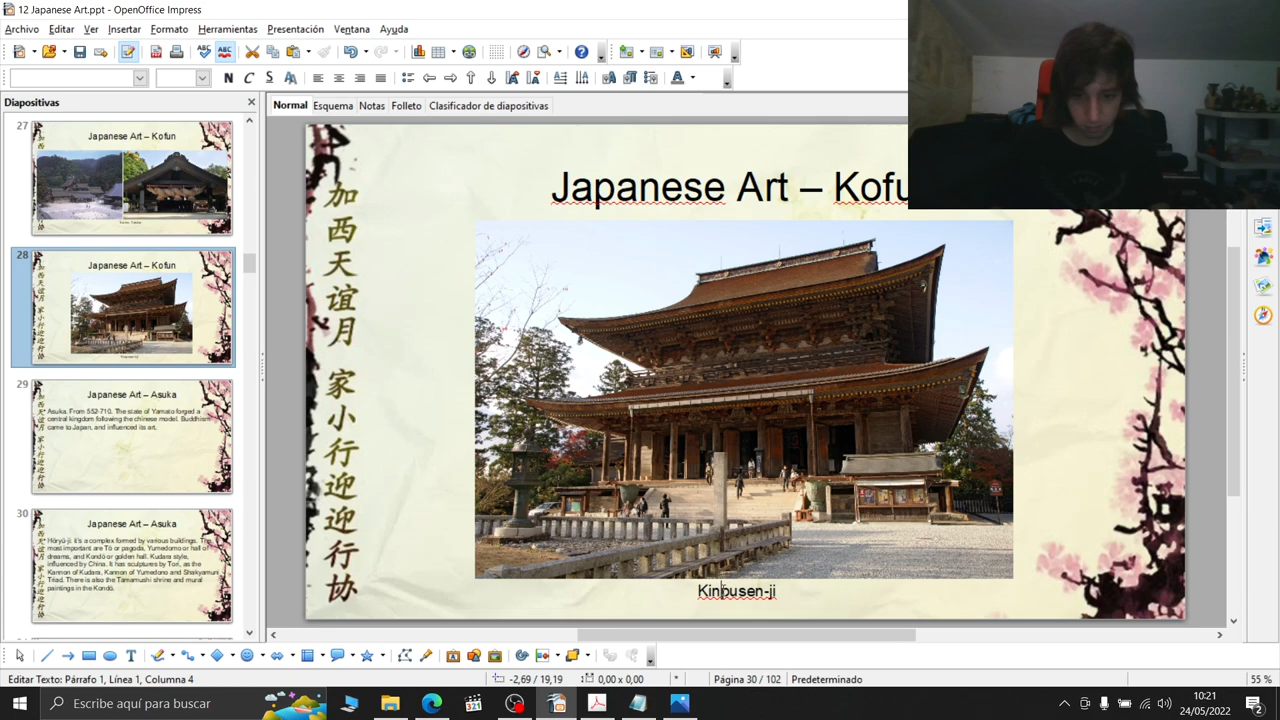 12 Japanese Art.ppt - OpenOffice Impress
Archivo Editar Ver Insertar Formato Herramientas Presentación Ventana Ayuda
Diapositivas
Normal Esquema Notas Folleto Clasificador de diapositivas
27
Japanese Art – Kofun
28
Japanese Art – Kofun
29
Japanese Art – Asuka
Asuka. From 552-710. The state of Yamato forged a
central kingdom following the chinese model. Buddhism
came to Japan, and influenced its art.
30
Japanese Art – Asuka
Hōryū-ji: it's a complex formed by various buildings. The
most important are Tō or pagoda, Yumedomo or hall of
dreams, and Kondō or golden hall. Kudara style,
influenced by China. It has sculptures by Tori, as the
Kannon of Kudara, Kannon of Yumedono and Shakyamuni
Triad. There is also the Tamamushi shrine and mural
paintings in the Kondō.
Japanese Art – Kofu
加西天谊月 家小行迎迎行协
Kinpusen-ji
Editar Texto: Párrafo 1, Línea 1, Columna 4
-2,69 / 19,19
0,00 x 0,00
*
Página 30 / 102
Predeterminado
55 %
Escribe aquí para buscar
321
10:21
24/05/2022
2